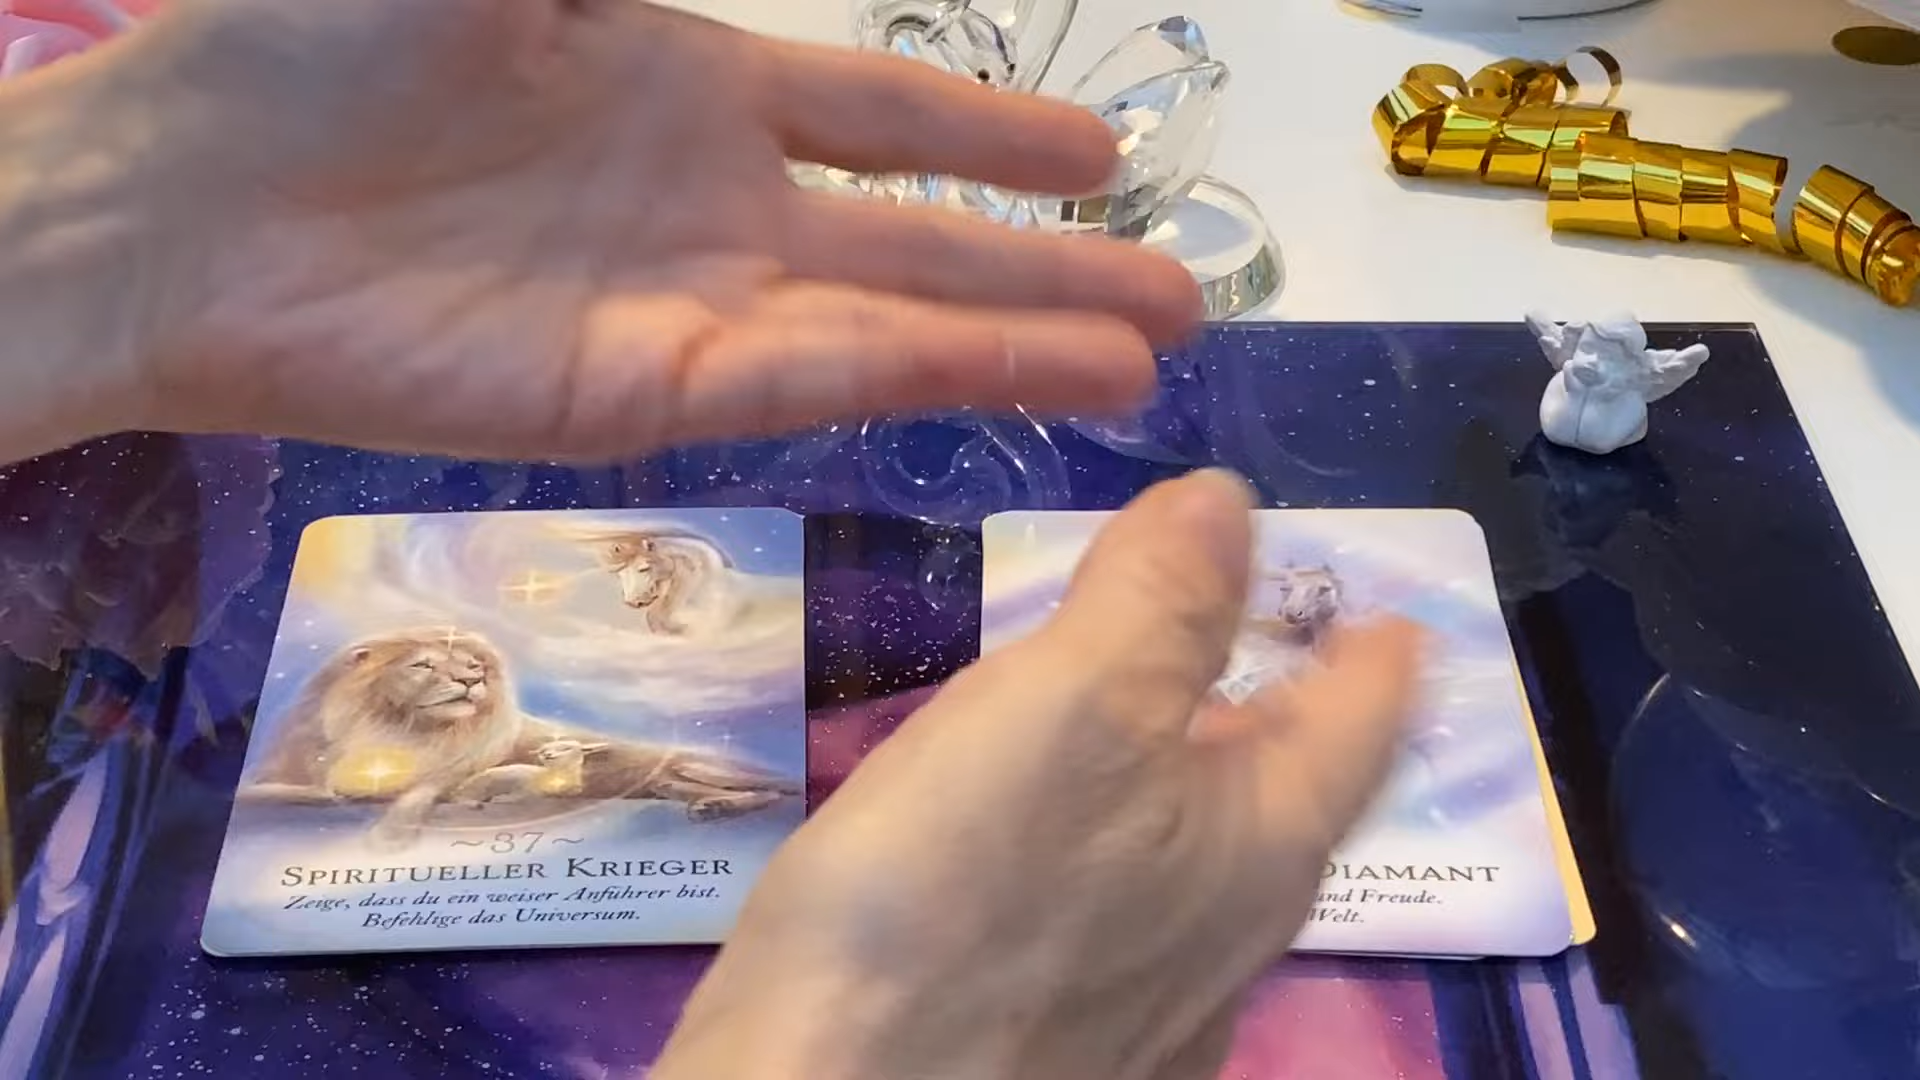 ~37~
SPIRITUELLER KRIEGER
Zeige, dass du ein weiser Anführer bist.
Befehlige das Universum.
DIAMANT
und Freude.
Welt.